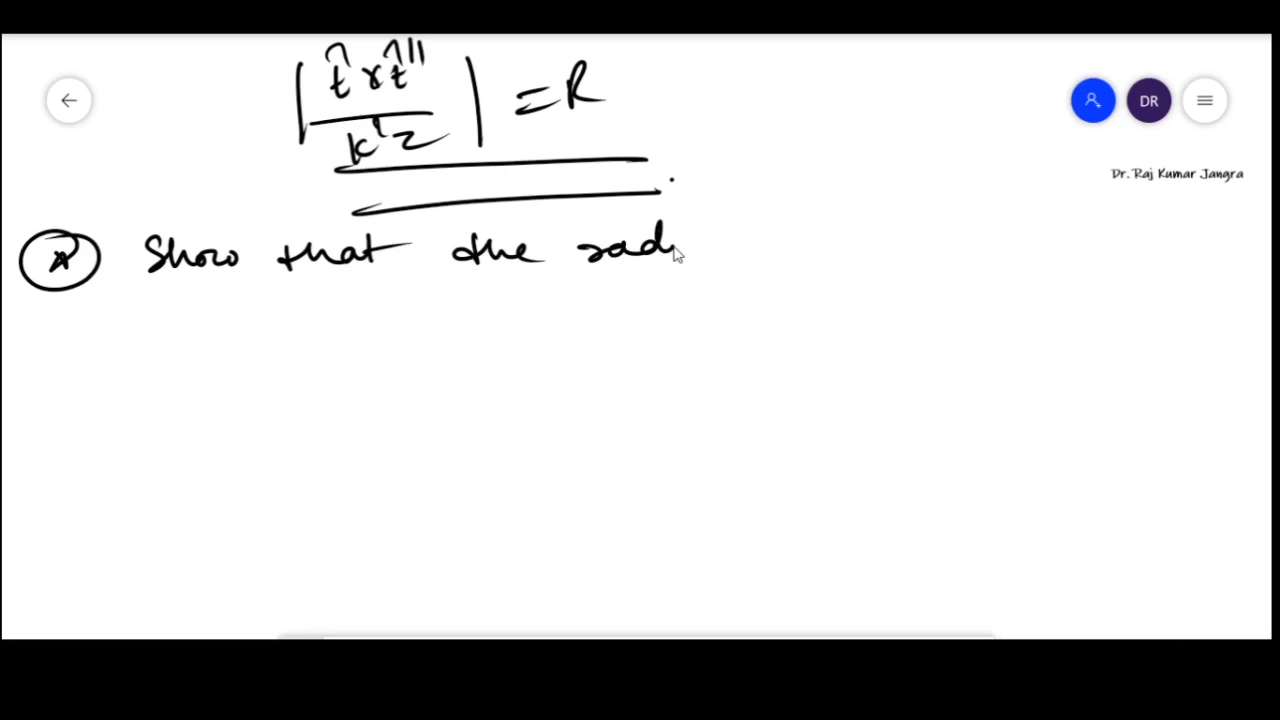 | t̂ × t̂'' / k² τ | = R
DR
Dr. Raj Kumar Jangra
Show that the rad